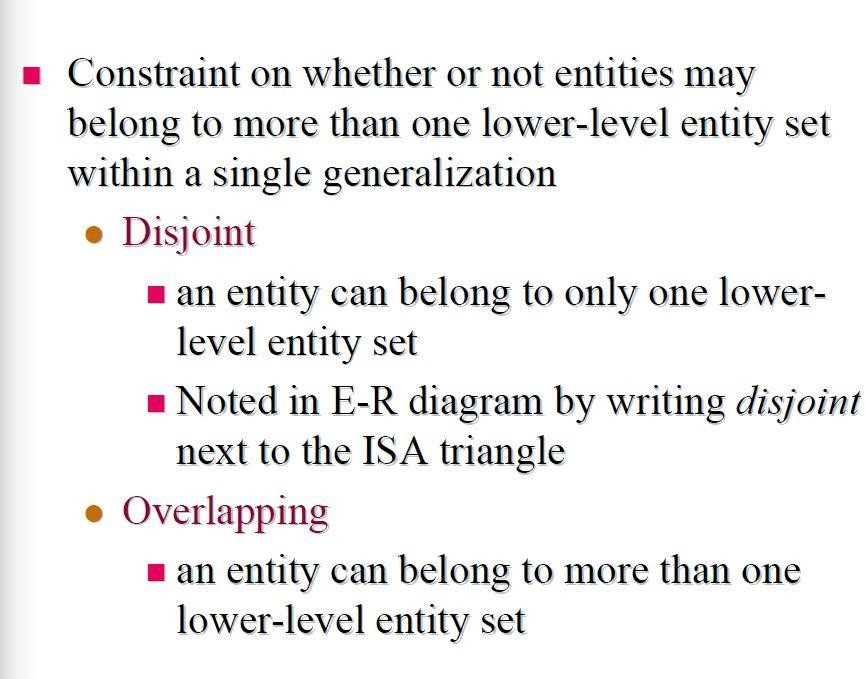 Constraint on whether or not entities may
belong to more than one lower-level entity set
within a single generalization
Disjoint
an entity can belong to only one lower-
level entity set
Noted in E-R diagram by writing disjoint
next to the ISA triangle
Overlapping
an entity can belong to more than one
lower-level entity set